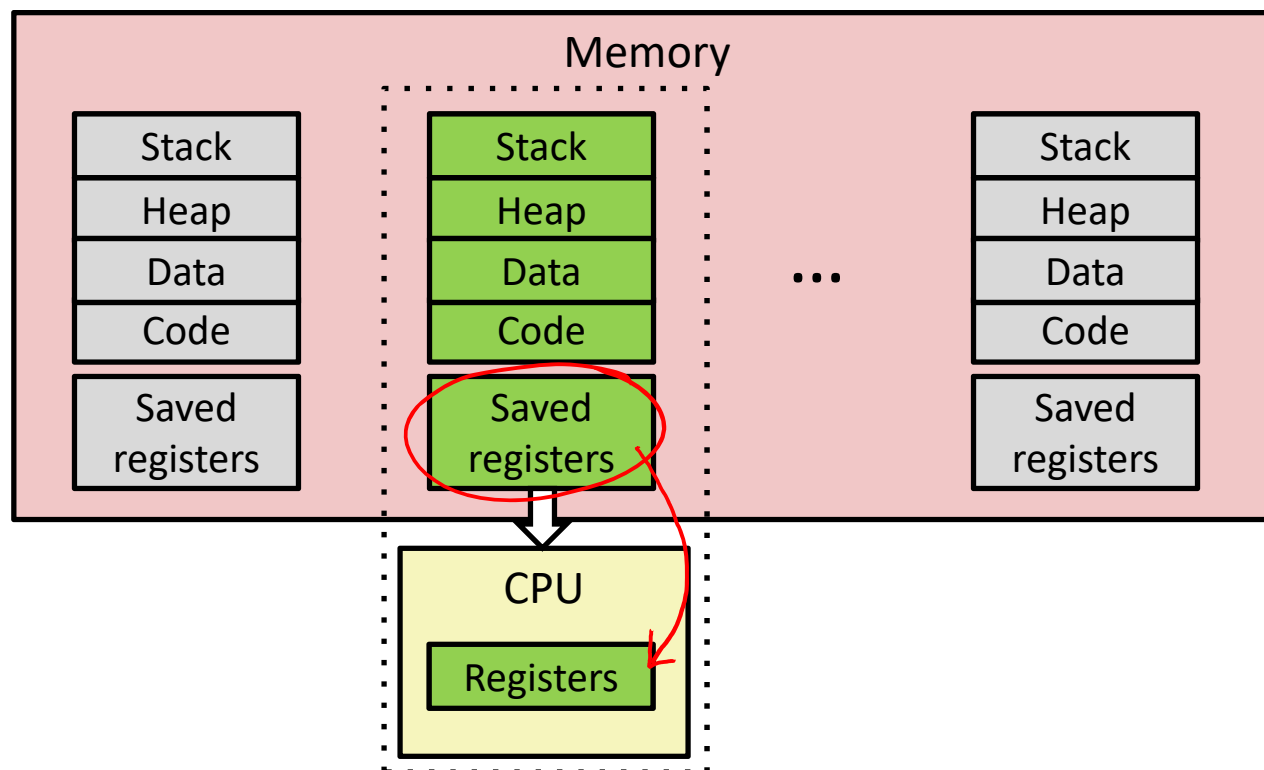 Memory
Stack
Heap
Data
Code
Saved
registers
Stack
Heap
Data
Code
Saved
registers
...
Stack
Heap
Data
Code
Saved
registers
CPU
Registers